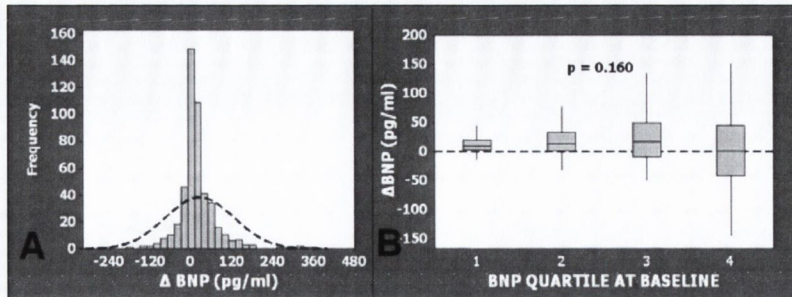 160
140
120
100
80
60
40
20
0
Frequency
-240 -120 0 120 240 360 480
Δ BNP (pg/ml)
A
200
150
100
50
0
-50
-100
-150
ΔBNP (pg/ml)
p = 0.160
1 2 3 4
BNP QUARTILE AT BASELINE
B